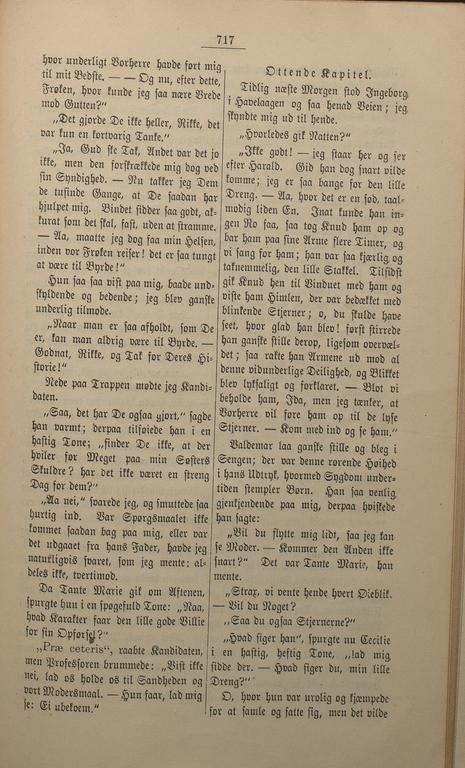 717
hvor underligt Vorherre havde ført mig
til mit Bedste. — — Og nu, efter dette,
Frøken, hvor kunde jeg saa nære Vrede
mod Gutten?"
„Det gjorde De ikke heller, Rikke, det
var kun en kortvarig Tanke."
„Ja, Gud ske Tak, Andet var det jo
ikke, men den forskrækkede mig dog ved
sin Syndighed. — Nu takker jeg Dem
de tusinde Gange, at De saadan har
hjulpet mig. Bindet sidder saa godt, ak-
kurat som det skal, fast, uden at stramme.
— Aa, maatte jeg dog faa min Helsen,
inden vor Frøken reiser! det er saa tungt
at være til Byrde!"
Hun saa saa vist paa mig, baade und-
skyldende og bedende; jeg blev ganske
underlig tilmode.
„Naar man er saa afholdt, som De
er, kan man aldrig være til Byrde. —
Godnat, Rikke, og Tak for Deres Hi-
storie!"
Nede paa Trappen mødte jeg Kandi-
daten.
„Saa, det har De ogsaa gjort," sagde
han varmt; derpaa tilføiede han i en
hastig Tone; „finder De ikke, at der
hviler for Meget paa min Søsters
Skuldre? har det ikke været en streng
Dag for dem?"
„Aa nei," svarede jeg, og smuttede saa
hurtig ind. Var Spørgsmaalet ikke
kommet saadan bag paa mig, eller var
det udgaaet fra hans Fader, havde jeg
naturligvis svaret, som jeg mente: al-
deles ikke, tvertimod.
Da Tante Marie gik om Aftenen,
spurgte hun i en spøgefuld Tone: „Naa,
hvad Karakter faar den lille gode Villie
for sin Opførsel?"
„Præ ceteris", raabte Kandidaten,
men Professoren brummede: „Vist ikke
nei, lad os holde os til Sandheden og
vort Modersmaal. — Hun faar, lad mig
se: Ei ubekvem."
Ottende Kapitel.
Tidlig næste Morgen stod Ingeborg
i Havelaagen og saa henad Veien; jeg
skyndte mig ud til hende.
„Hvorledes gik Natten?"
„Ikke godt! — jeg staar her og ser
efter Harald. Gid han dog snart vilde
komme; jeg er saa bange for den lille
Dreng. — Aa, hvor det er en sød, taal-
modig liden En. Inat kunde han in-
gen Ro faa, saa tog Knud ham op og
bar ham paa sine Arme flere Timer, og
vi sang for ham; han var saa kjærlig og
taknemmelig, den lille Stakkel. Tilsidst
gik Knud hen til Vinduet med ham og
viste ham Himlen, der var bedækket med
blinkende Stjerner; o, du skulde have
seet, hvor glad han blev! først stirrede
han ganske stille derop, ligesom overvæl-
det; saa rakte han Armene ud mod al
denne vidunderlige Deilighed, og Blikket
blev lyksaligt og forklaret. — Blot vi
beholde ham, Ida, men jeg tænker, at
Vorherre vil føre ham op til de lyse
Stjerner. — Kom med ind og se ham."
Valdemar laa ganske stille og bleg i
Sengen; der var denne rørende Høihed
i hans Udtryk, hvormed Sygdom under-
tiden stempler Børn. Han saa venlig
gjenkjendende paa mig, derpaa hviskede
han sagte:
„Vil du flytte mig lidt, saa jeg kan
se Moder. — Kommer den Anden ikke
snart?" Det var Tante Marie, han
mente.
„Strax, vi vente hende hvert Øieblik.
— Vil du Noget?
„Saa du ogsaa Stjernerne?"
„Hvad siger han", spurgte nu Cecilie
i en hastig, heftig Tone, „lad mig
sidde der. — Hvad siger du, min lille
Dreng?"
O, hvor hun var urolig og kjæmpede
for at samle og fatte sig, men det vilde